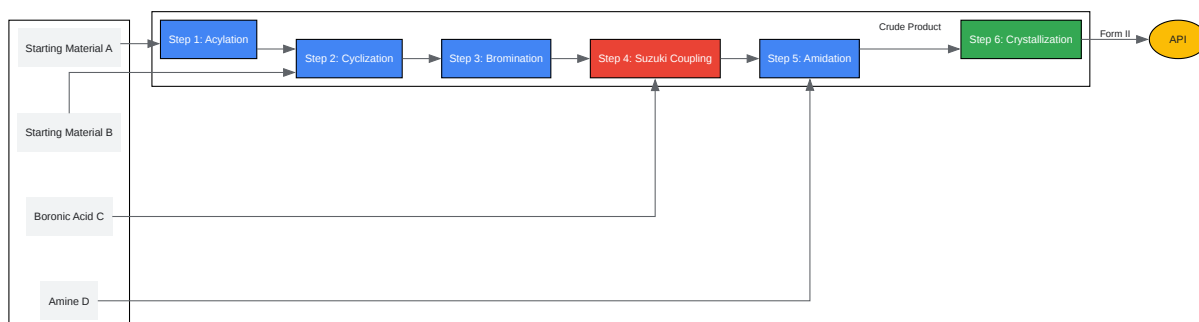 Starting Material A
Step 1: Acylation
Step 2: Cyclization
Step 3: Bromination
Step 4: Suzuki Coupling
Step 5: Amidation
Crude Product
Step 6: Crystallization
Form II
API
Starting Material B
Boronic Acid C
Amine D